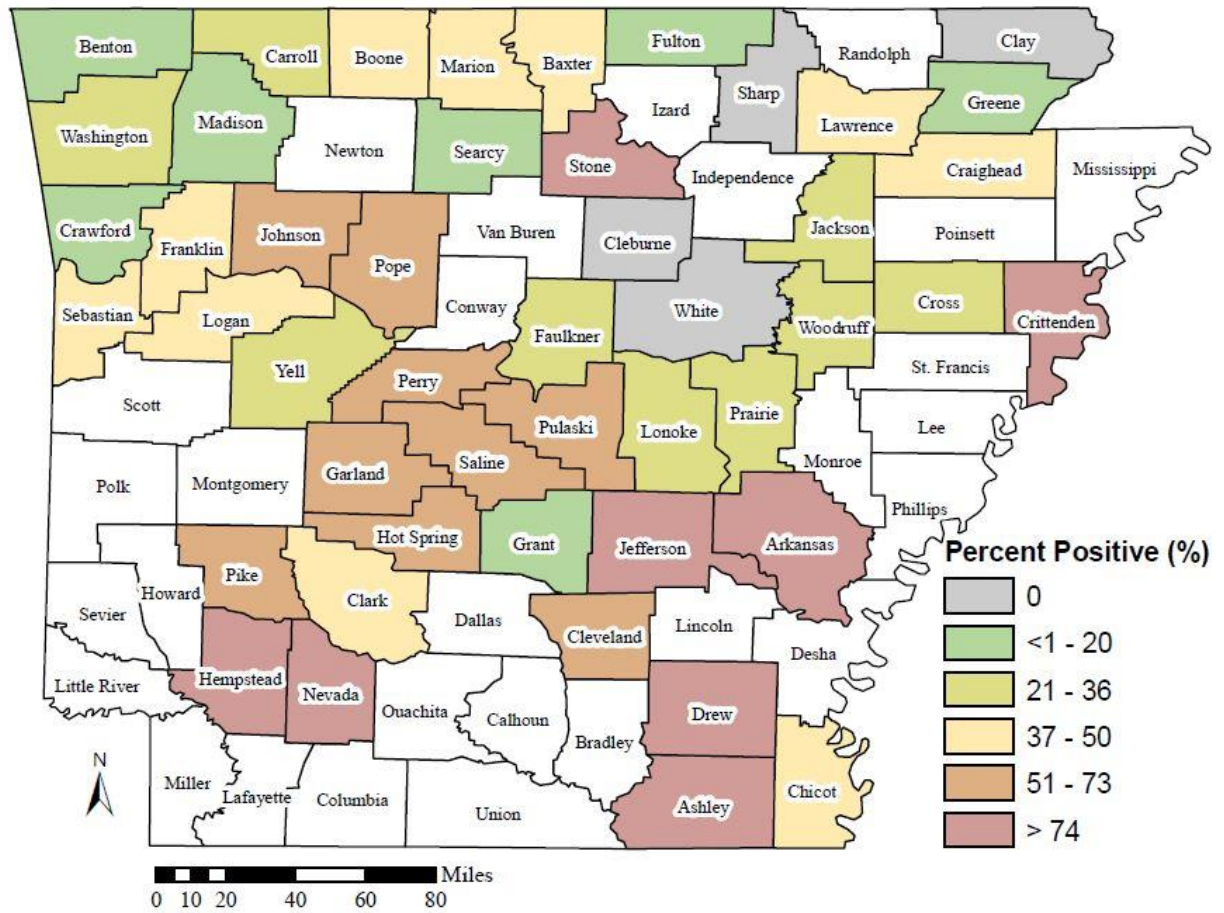 Benton
Carroll
Boone
Marion
Baxter
Fulton
Sharp
Randolph
Clay
Greene
Washington
Madison
Newton
Searcy
Stone
Izard
Independence
Lawrence
Craighead
Mississippi
Crawford
Franklin
Johnson
Pope
Van Buren
Cleburne
Jackson
Poinsett
Sebastian
Logan
Conway
Faulkner
White
Woodruff
Cross
Crittenden
Yell
Perry
Scott
Pulaski
Lonoke
Prairie
St. Francis
Lee
Monroe
Phillips
Polk
Montgomery
Garland
Saline
Hot Spring
Grant
Jefferson
Arkansas
Howard
Pike
Clark
Dallas
Cleveland
Lincoln
Desha
Sevier
Little River
Hempstead
Nevada
Ouachita
Calhoun
Bradley
Drew
Ashley
Chicot
Miller
Lafayette
Columbia
Union
Percent Positive (%)
0
<1 - 20
21 - 36
37 - 50
51 - 73
> 74
N
Miles
0 10 20 40 60 80